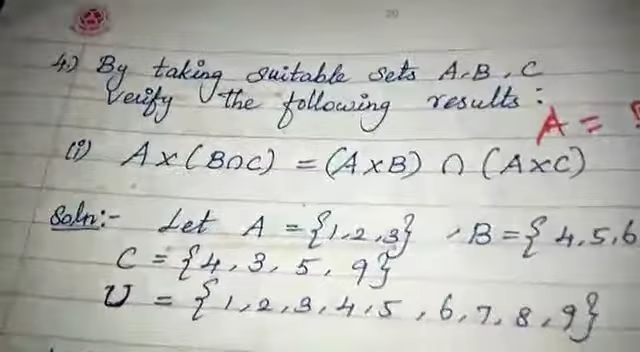 20
4.) By taking suitable sets A, B, C
Verify the following results :
A =
(i) A × (B∩C) = (A×B) ∩ (A×C)
Soln:- Let A = {1,2,3} , B = { 4,5,6
C = {4, 3, 5, 9}
U = {1,2,3,4,5 ,6,7,8,9}